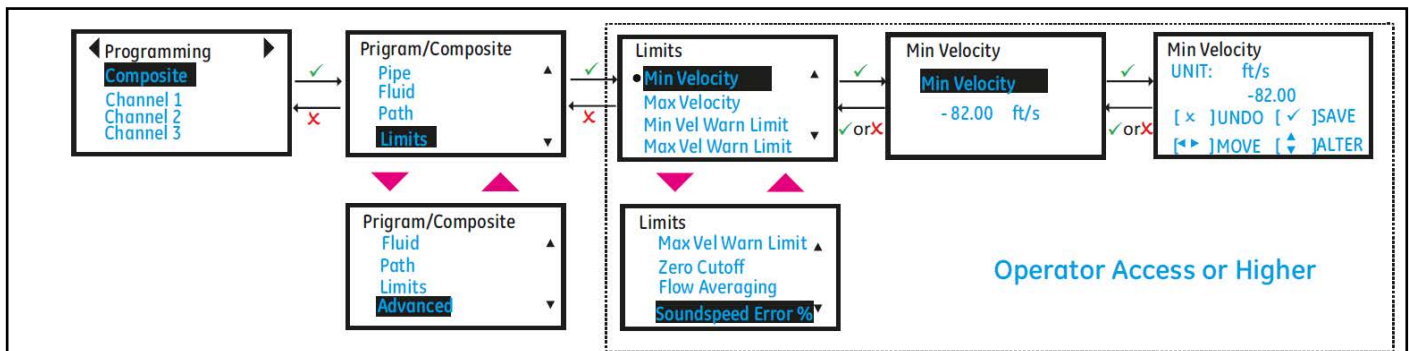 Programming
Composite
Channel 1
Channel 2
Channel 3
✓
✗
Prigram/Composite
Pipe
Fluid
Path
Limits
✓
✗
Limits
Min Velocity
Max Velocity
Min Vel Warn Limit
Max Vel Warn Limit
✓
✓or✗
Min Velocity
Min Velocity
- 82.00 ft/s
✓
✓or✗
Min Velocity
UNIT: ft/s
-82.00
[ x ]UNDO [ ✓ ]SAVE
[◄ ► ]MOVE [ ▲▼ ]ALTER
Prigram/Composite
Fluid
Path
Limits
Advanced
Limits
Max Vel Warn Limit
Zero Cutoff
Flow Averaging
Soundspeed Error %
Operator Access or Higher